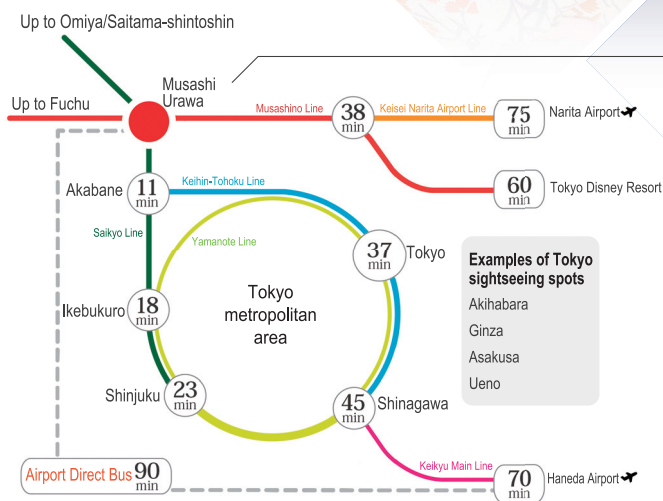 Up to Omiya/Saitama-shintoshin
Musashi
Urawa
Up to Fuchu
Musashino Line
38
min
Keisei Narita Airport Line
75
min
Narita Airport
60
min
Tokyo Disney Resort
Akabane
11
min
Keihin-Tohoku Line
Saikyo Line
Yamanote Line
37
min
Tokyo
Examples of Tokyo
sightseeing spots
Akihabara
Ginza
Asakusa
Ueno
Tokyo
metropolitan
area
Ikebukuro
18
min
Shinjuku
23
min
45
min
Shinagawa
Keikyu Main Line
Airport Direct Bus 90
min
70
min
Haneda Airport